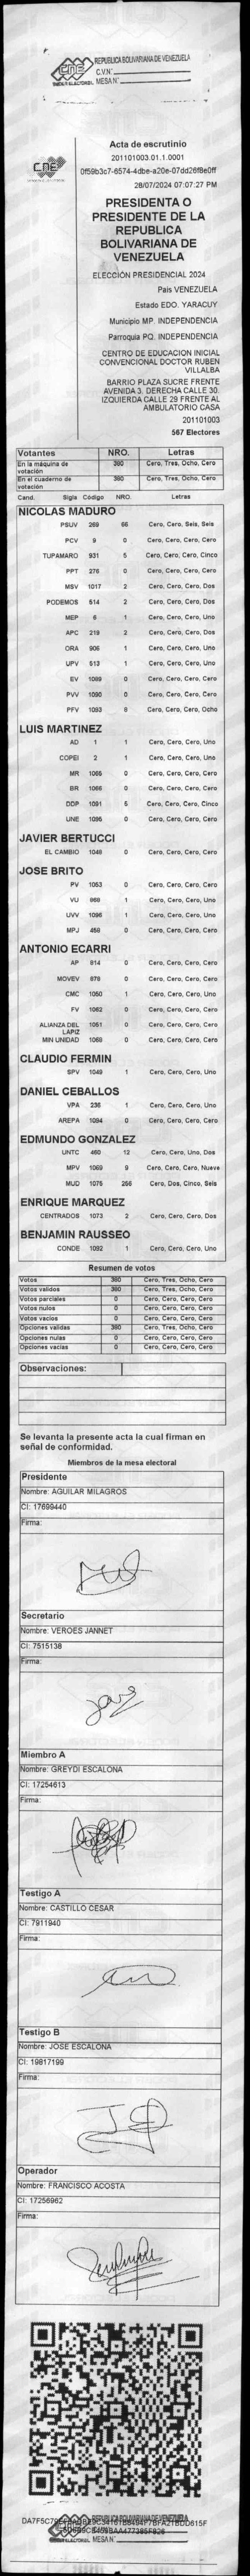 REPUBLICA BOLIVARIANA DE VENEZUELA
CNE
C.V.N°
MESA N°
Acta de escrutinio
201101003.01.1.0001
0f59b3c7-6574-4dbe-a20e-07dd26f8e0ff
28/07/2024 07:07:27 PM
PRESIDENTA O
PRESIDENTE DE LA
REPUBLICA
BOLIVARIANA DE
VENEZUELA
ELECCIÓN PRESIDENCIAL 2024
País VENEZUELA
Estado EDO. YARACUY
Municipio MP. INDEPENDENCIA
Parroquia PQ. INDEPENDENCIA
CENTRO DE EDUCACION INICIAL
CONVENCIONAL DOCTOR RUBEN
VILLALBA
BARRIO PLAZA SUCRE FRENTE
AVENIDA 3. DERECHA CALLE 30.
IZQUIERDA CALLE 29 FRENTE AL
AMBULATORIO CASA
201101003
567 Electores
Votantes NRO. Letras
En la máquina de votación 380 Cero, Tres, Ocho, Cero
En el cuaderno de votación 380 Cero, Tres, Ocho, Cero
Cand. Sigla Código NRO. Letras
NICOLAS MADURO
PSUV 269 66 Cero, Cero, Seis, Seis
PCV 9 0 Cero, Cero, Cero, Cero
TUPAMARO 931 5 Cero, Cero, Cero, Cinco
PPT 276 0 Cero, Cero, Cero, Cero
MSV 1017 2 Cero, Cero, Cero, Dos
PODEMOS 514 2 Cero, Cero, Cero, Dos
MEP 6 1 Cero, Cero, Cero, Uno
APC 219 2 Cero, Cero, Cero, Dos
ORA 906 1 Cero, Cero, Cero, Uno
UPV 513 1 Cero, Cero, Cero, Uno
EV 1089 0 Cero, Cero, Cero, Cero
PVV 1090 0 Cero, Cero, Cero, Cero
PFV 1093 8 Cero, Cero, Cero, Ocho
LUIS MARTINEZ
AD 1 1 Cero, Cero, Cero, Uno
COPEI 2 1 Cero, Cero, Cero, Uno
MR 1065 0 Cero, Cero, Cero, Cero
BR 1066 0 Cero, Cero, Cero, Cero
DDP 1091 5 Cero, Cero, Cero, Cinco
UNE 1095 0 Cero, Cero, Cero, Cero
JAVIER BERTUCCI
EL CAMBIO 1048 0 Cero, Cero, Cero, Cero
JOSE BRITO
PV 1053 0 Cero, Cero, Cero, Cero
VU 869 1 Cero, Cero, Cero, Uno
UVV 1096 1 Cero, Cero, Cero, Uno
MPJ 458 0 Cero, Cero, Cero, Cero
ANTONIO ECARRI
AP 814 0 Cero, Cero, Cero, Cero
MOVEV 878 0 Cero, Cero, Cero, Cero
CMC 1050 1 Cero, Cero, Cero, Uno
FV 1062 0 Cero, Cero, Cero, Cero
ALIANZA DEL LAPIZ 1051 0 Cero, Cero, Cero, Cero
MIN UNIDAD 1068 0 Cero, Cero, Cero, Cero
CLAUDIO FERMIN
SPV 1049 1 Cero, Cero, Cero, Uno
DANIEL CEBALLOS
VPA 236 1 Cero, Cero, Cero, Uno
AREPA 1094 0 Cero, Cero, Cero, Cero
EDMUNDO GONZALEZ
UNTC 460 12 Cero, Cero, Uno, Dos
MPV 1069 9 Cero, Cero, Cero, Nueve
MUD 1075 256 Cero, Dos, Cinco, Seis
ENRIQUE MARQUEZ
CENTRADOS 1073 2 Cero, Cero, Cero, Dos
BENJAMIN RAUSSEO
CONDE 1092 1 Cero, Cero, Cero, Uno
Resumen de votos
Votos 380 Cero, Tres, Ocho, Cero
Votos validos 380 Cero, Tres, Ocho, Cero
Votos parciales 0 Cero, Cero, Cero, Cero
Votos nulos 0 Cero, Cero, Cero, Cero
Votos vacios 0 Cero, Cero, Cero, Cero
Opciones validas 380 Cero, Tres, Ocho, Cero
Opciones nulas 0 Cero, Cero, Cero, Cero
Opciones vacias 0 Cero, Cero, Cero, Cero
Observaciones:
Se levanta la presente acta la cual firman en
señal de conformidad.
Miembros de la mesa electoral
Presidente
Nombre: AGUILAR MILAGROS
CI: 17699440
Firma:
Secretario
Nombre: VEROES JANNET
CI: 7515138
Firma:
Miembro A
Nombre: GREYDI ESCALONA
CI: 17254613
Firma:
Testigo A
Nombre: CASTILLO CESAR
CI: 7911940
Firma:
Testigo B
Nombre: JOSE ESCALONA
CI: 19817199
Firma:
Operador
Nombre: FRANCISCO ACOSTA
CI: 17256962
Firma:
REPUBLICA BOLIVARIANA DE VENEZUELA
MESA N°